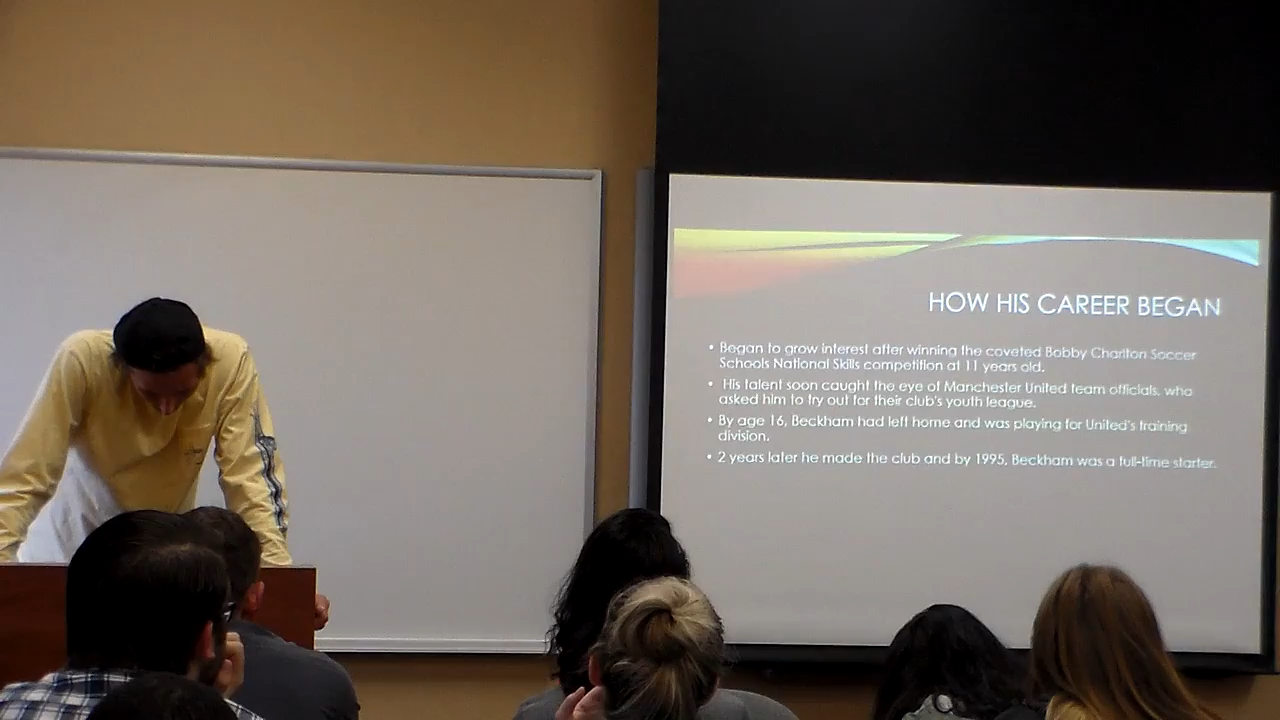 HOW HIS CAREER BEGAN
• Began to grow interest after winning the coveted Bobby Charlton Soccer
Schools National Skills competition at 11 years old.
• His talent soon caught the eye of Manchester United team officials, who
asked him to try out for their club's youth league.
• By age 16, Beckham had left home and was playing for United's training
division.
• 2 years later he made the club and by 1995, Beckham was a full-time starter.